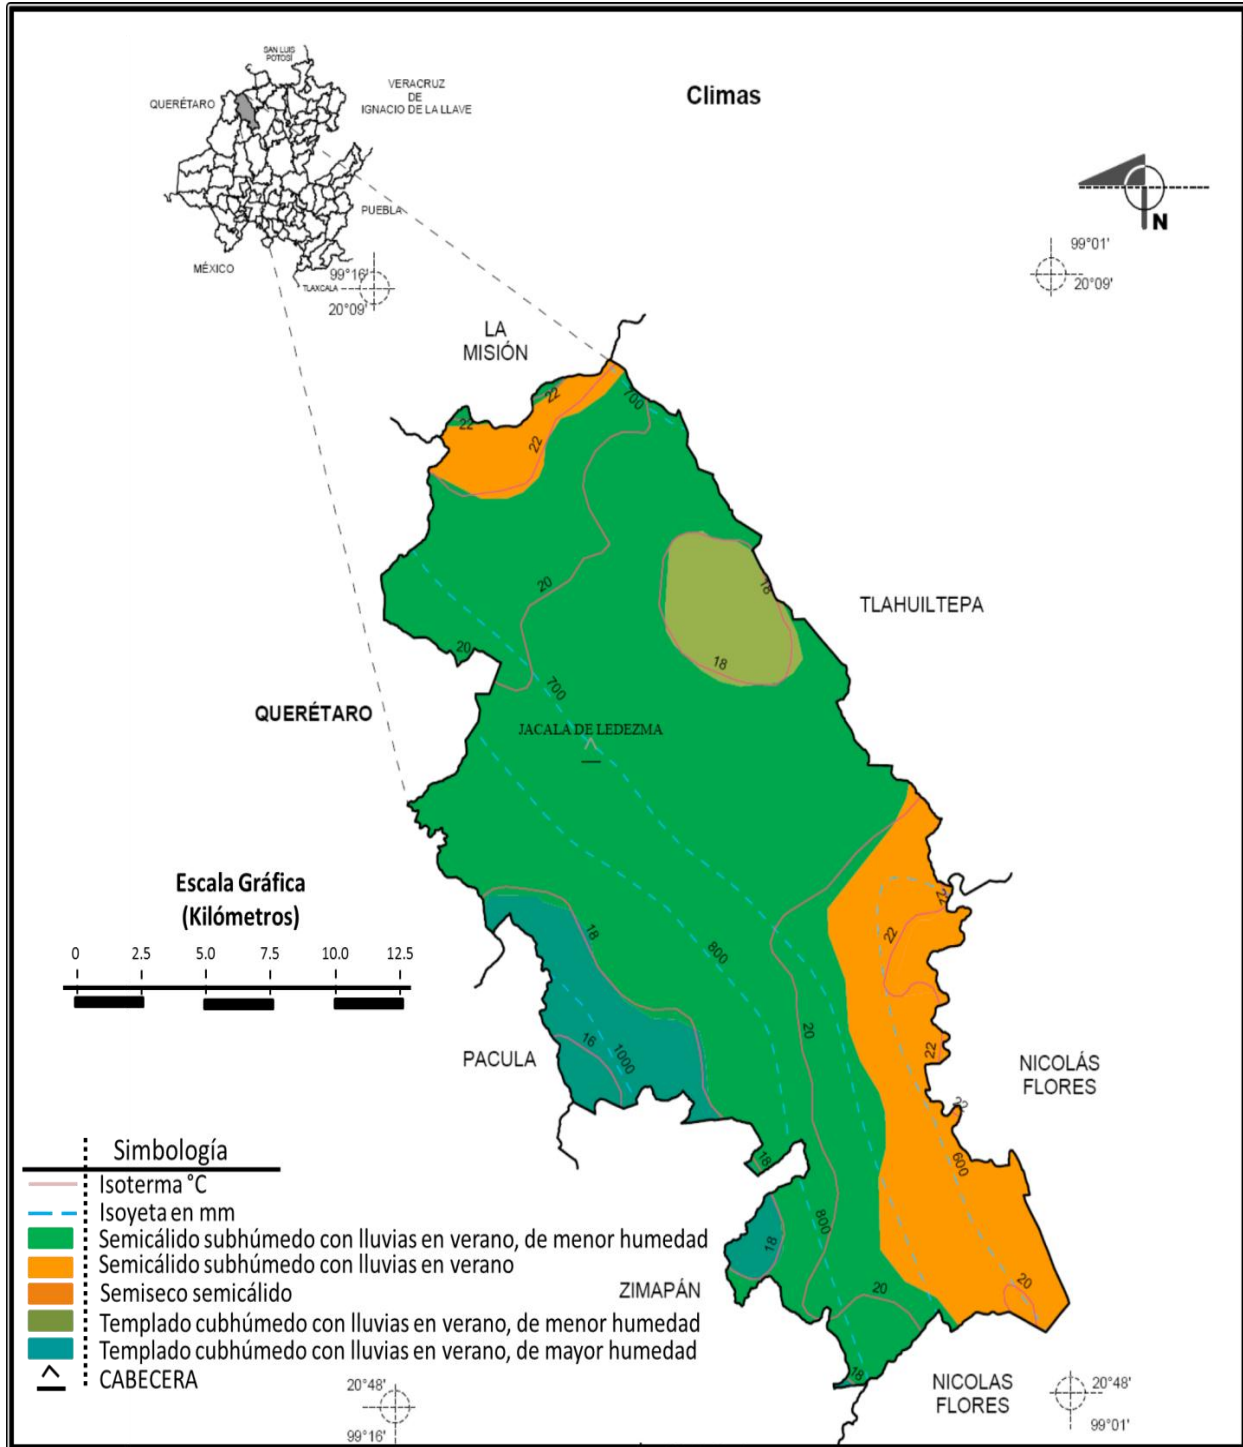 SAN LUIS
POTOSÍ
QUERÉTARO
VERACRUZ
DE
IGNACIO DE LA LLAVE
PUEBLA
MÉXICO
TLAXCALA
Climas
N
99°16'
20°09'
99°01'
20°09'
LA
MISIÓN
22
22
22
700
20
18
18
TLAHUILTEPA
20
700
QUERÉTARO
JACALA DE LEDEZMA
Escala Gráfica
(Kilómetros)
0 2.5 5.0 7.5 10.0 12.5
18
800
22
22
20
16
1000
22
PACULA
NICOLÁS
FLORES
22
600
18
800
18
20
20
ZIMAPÁN
18
NICOLAS
FLORES
Simbología
Isoterma °C
Isoyeta en mm
Semicálido subhúmedo con lluvias en verano, de menor humedad
Semicálido subhúmedo con lluvias en verano
Semiseco semicálido
Templado cubhúmedo con lluvias en verano, de menor humedad
Templado cubhúmedo con lluvias en verano, de mayor humedad
CABECERA
20°48'
99°16'
20°48'
99°01'